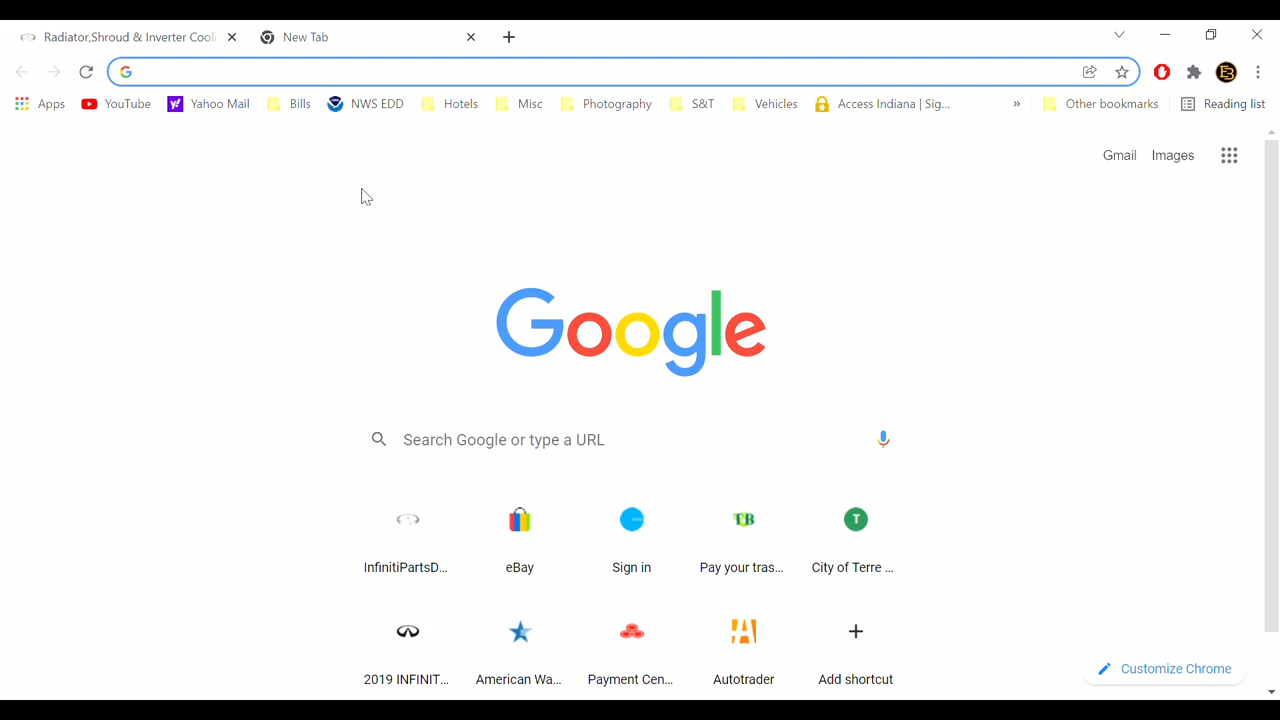 Radiator,Shroud & Inverter Cooli
New Tab
Apps YouTube Yahoo Mail Bills NWS EDD Hotels Misc Photography S&T Vehicles Access Indiana | Sig... » Other bookmarks Reading list
Gmail Images
Google
Search Google or type a URL
InfinitiPartsD... eBay Sign in Pay your tras... City of Terre ...
2019 INFINIT... American Wa... Payment Cen... Autotrader Add shortcut
Customize Chrome